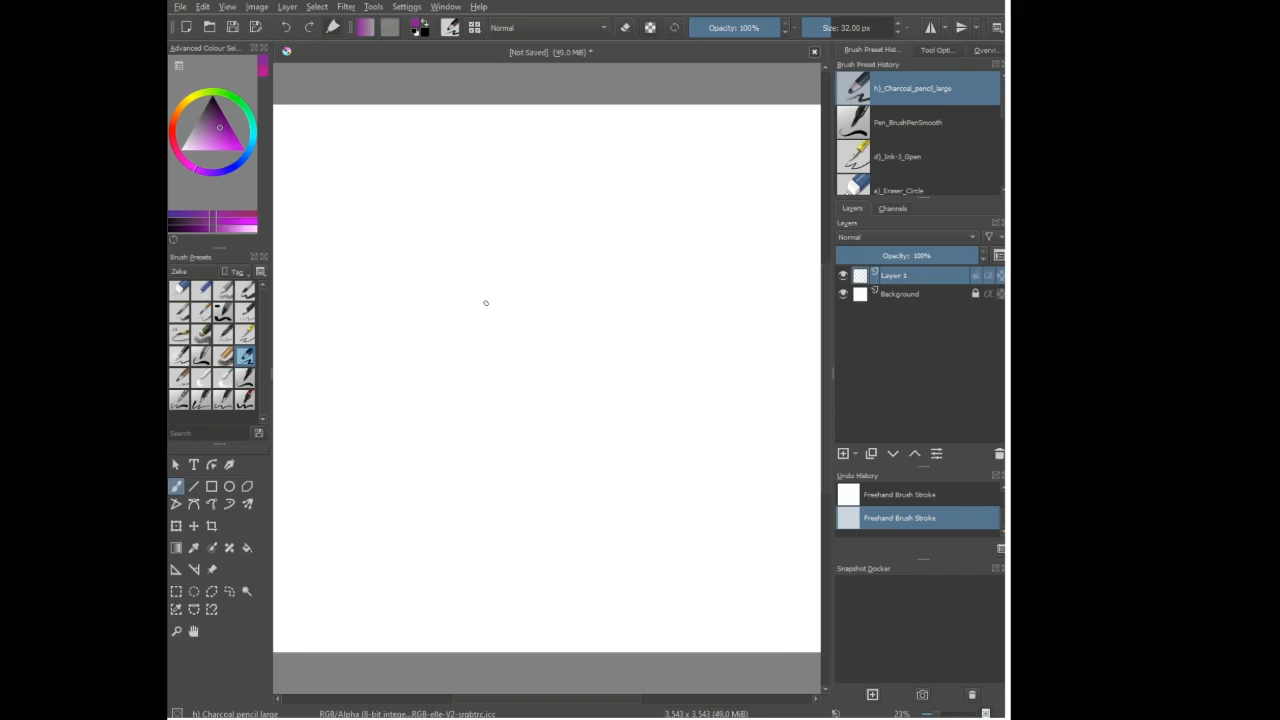 File Edit View Image Layer Select Filter Tools Settings Window Help
Normal
Opacity: 100%
Size: 32.00 px
Advanced Colour Sel...
[Not Saved] (49.0 MiB) *
Brush Preset Hist... Tool Opti... Overvi...
Brush Preset History
h)_Charcoal_pencil_large
Pen_BrushPenSmooth
d)_Ink-3_Gpen
a)_Eraser_Circle
Layers Channels
Layers
Normal
Opacity: 100%
Layer 1
Background
Brush Presets
Zeke
Tag
Search
Undo History
Freehand Brush Stroke
Freehand Brush Stroke
Snapshot Docker
h) Charcoal pencil large
RGB/Alpha (8-bit intege...RGB-elle-V2-srgbtrc.icc
3,543 x 3,543 (49.0 MiB)
23%